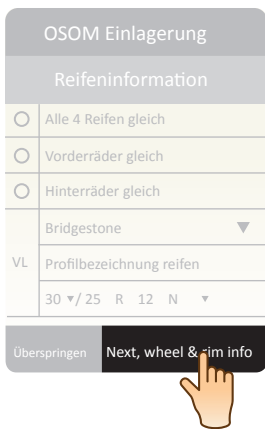 OSOM Einlagerung
Reifeninformation
Alle 4 Reifen gleich
Vorderräder gleich
Hinterräder gleich
Bridgestone
VL
Profilbezeichnung reifen
30 / 25 R 12 N
Überspringen
Next, wheel & rim info